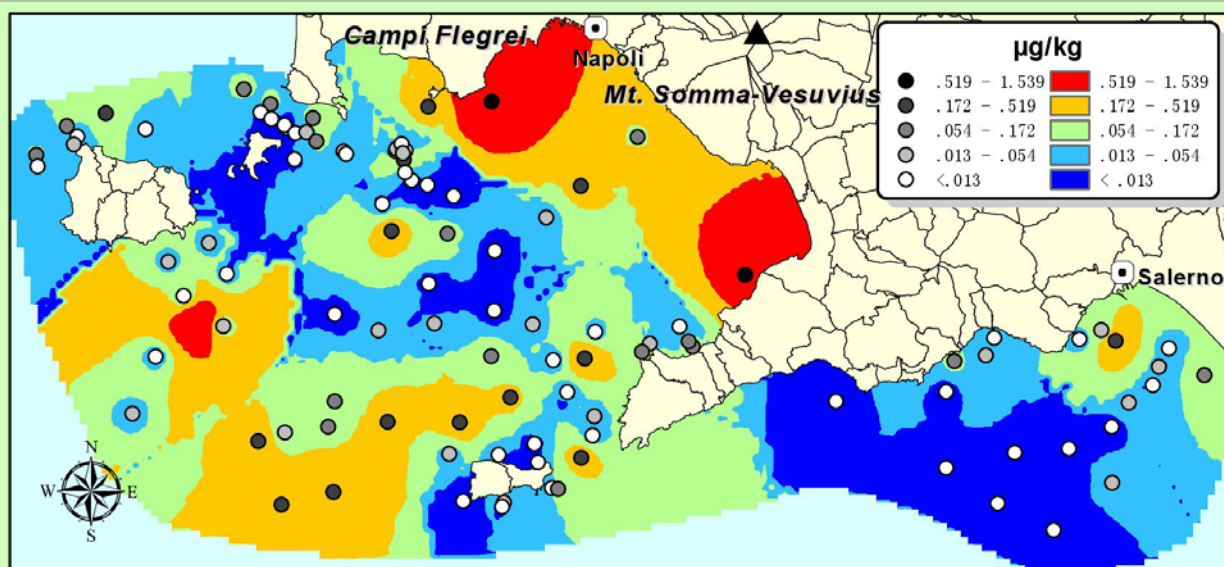 Campi Flegrei
Napoli
Mt. Somma-Vesuvius
µg/kg
.519 - 1.539 .519 - 1.539
.172 - .519 .172 - .519
.054 - .172 .054 - .172
.013 - .054 .013 - .054
<.013 < .013
Salerno
N
W E
S